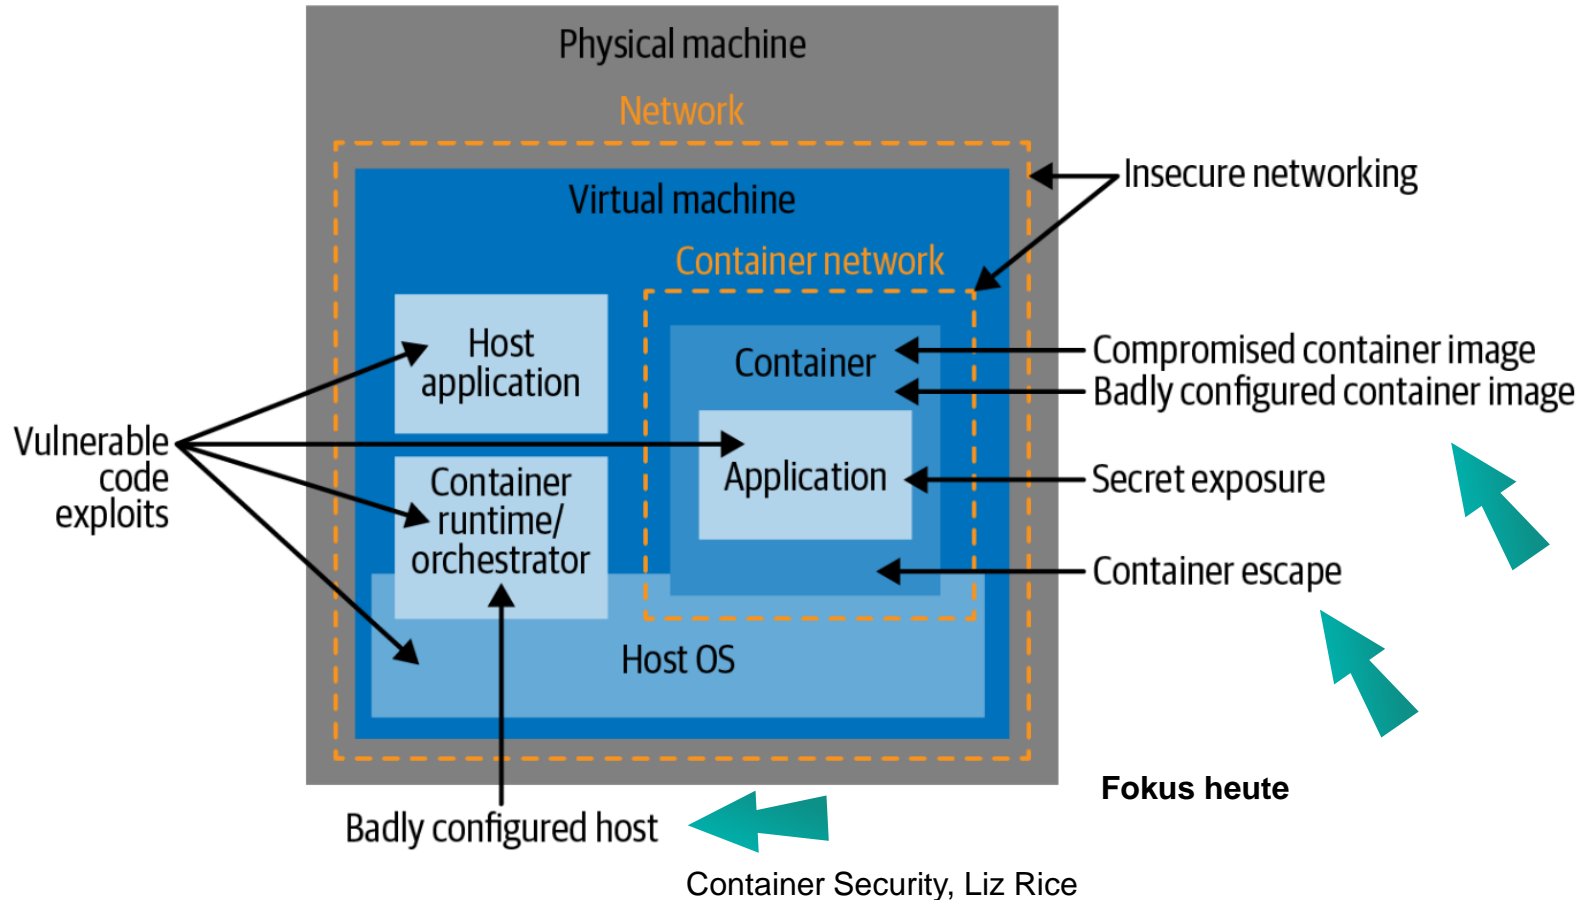 Physical machine
Network
Insecure networking
Virtual machine
Container network
Host
application
Container
Compromised container image
Badly configured container image
Vulnerable
code
exploits
Container
runtime/
orchestrator
Application
Secret exposure
Container escape
Host OS
Fokus heute
Badly configured host
Container Security, Liz Rice